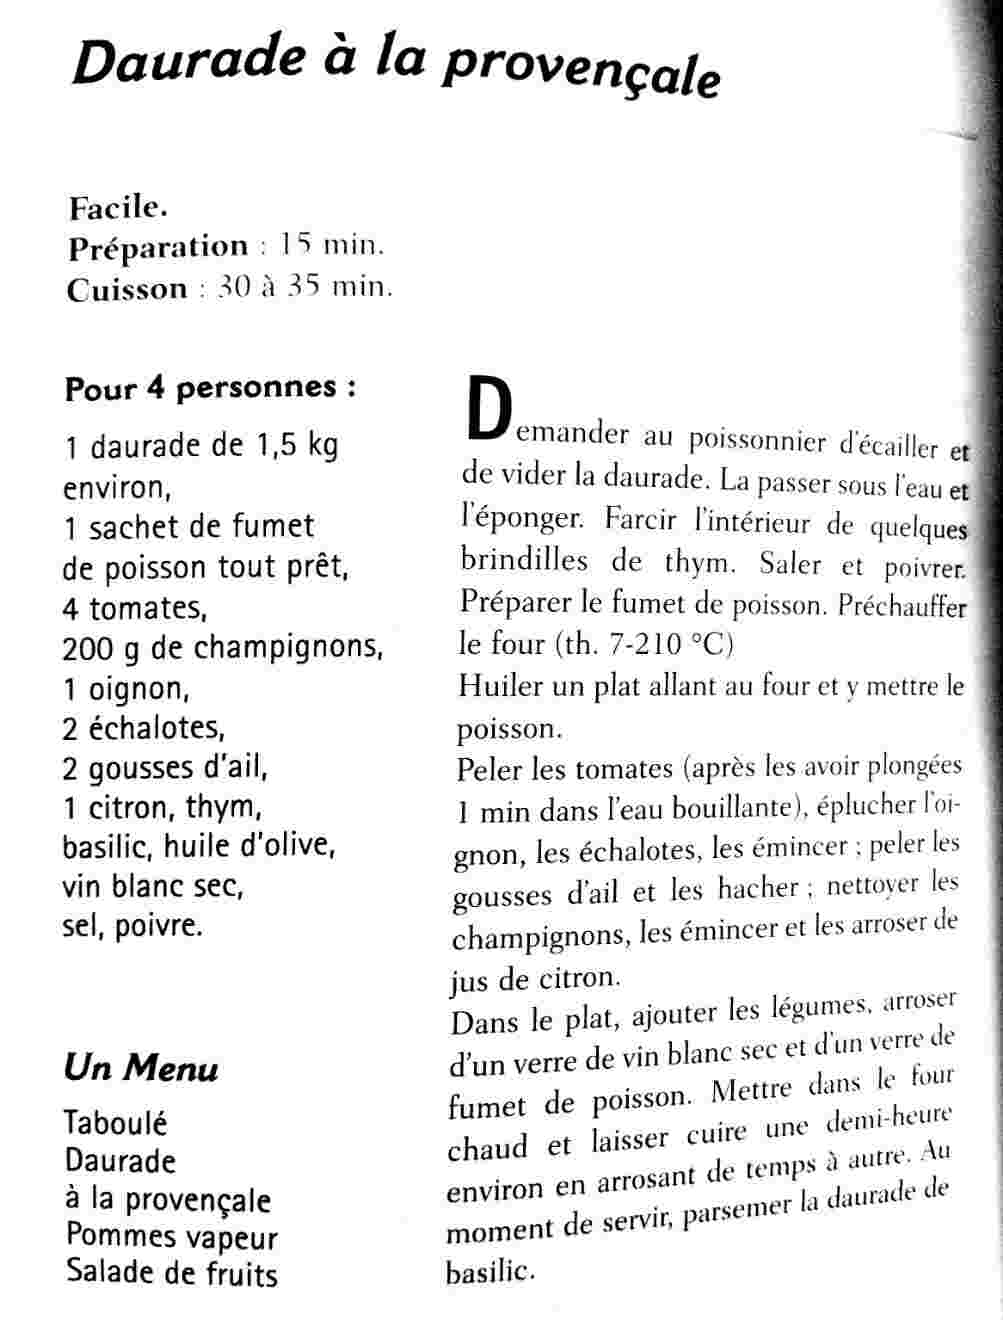 Daurade à la provençale
Facile.
Préparation : 15 min.
Cuisson : 30 à 35 min.
Pour 4 personnes :
1 daurade de 1,5 kg
environ,
1 sachet de fumet
de poisson tout prêt,
4 tomates,
200 g de champignons,
1 oignon,
2 échalotes,
2 gousses d'ail,
1 citron, thym,
basilic, huile d'olive,
vin blanc sec,
sel, poivre.
Un Menu
Taboulé
Daurade
à la provençale
Pommes vapeur
Salade de fruits
Demander au poissonnier d'écailler et
de vider la daurade. La passer sous l'eau et
l'éponger. Farcir l'intérieur de quelques
brindilles de thym. Saler et poivrer.
Préparer le fumet de poisson. Préchauffer
le four (th. 7-210 °C)
Huiler un plat allant au four et y mettre le
poisson.
Peler les tomates (après les avoir plongées
1 min dans l'eau bouillante), éplucher l'oi-
gnon, les échalotes, les émincer ; peler les
gousses d'ail et les hacher ; nettoyer les
champignons, les émincer et les arroser de
jus de citron.
Dans le plat, ajouter les légumes, arroser
d'un verre de vin blanc sec et d'un verre de
fumet de poisson. Mettre dans le four
chaud et laisser cuire une demi-heure
environ en arrosant de temps à autre. Au
moment de servir, parsemer la daurade de
basilic.